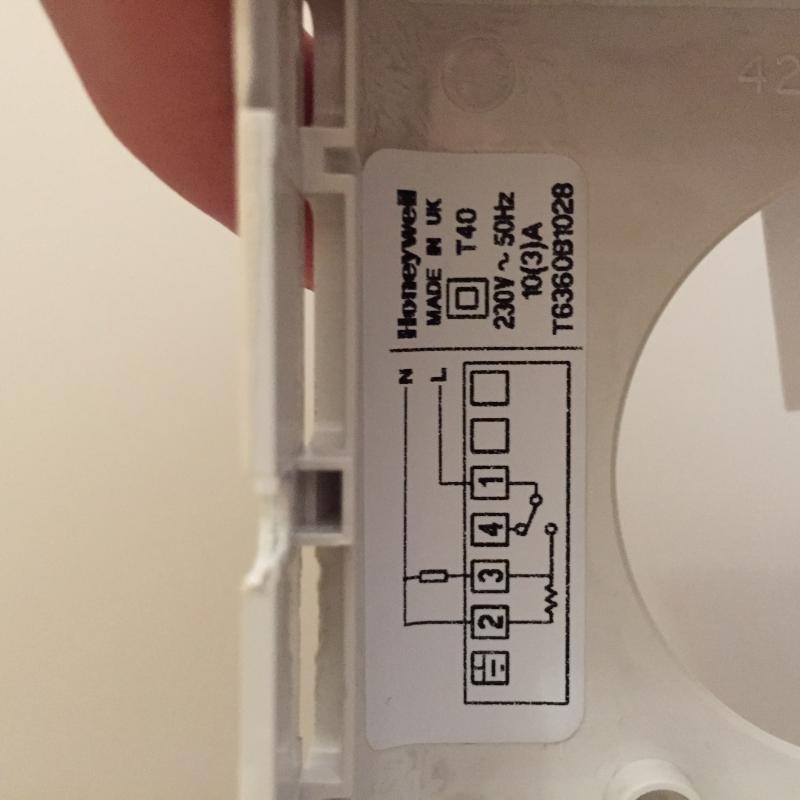 Honeywell
MADE IN UK
T40
230V ~ 50Hz
10(3)A
T6360B1028
N
L
1
4
3
2
42